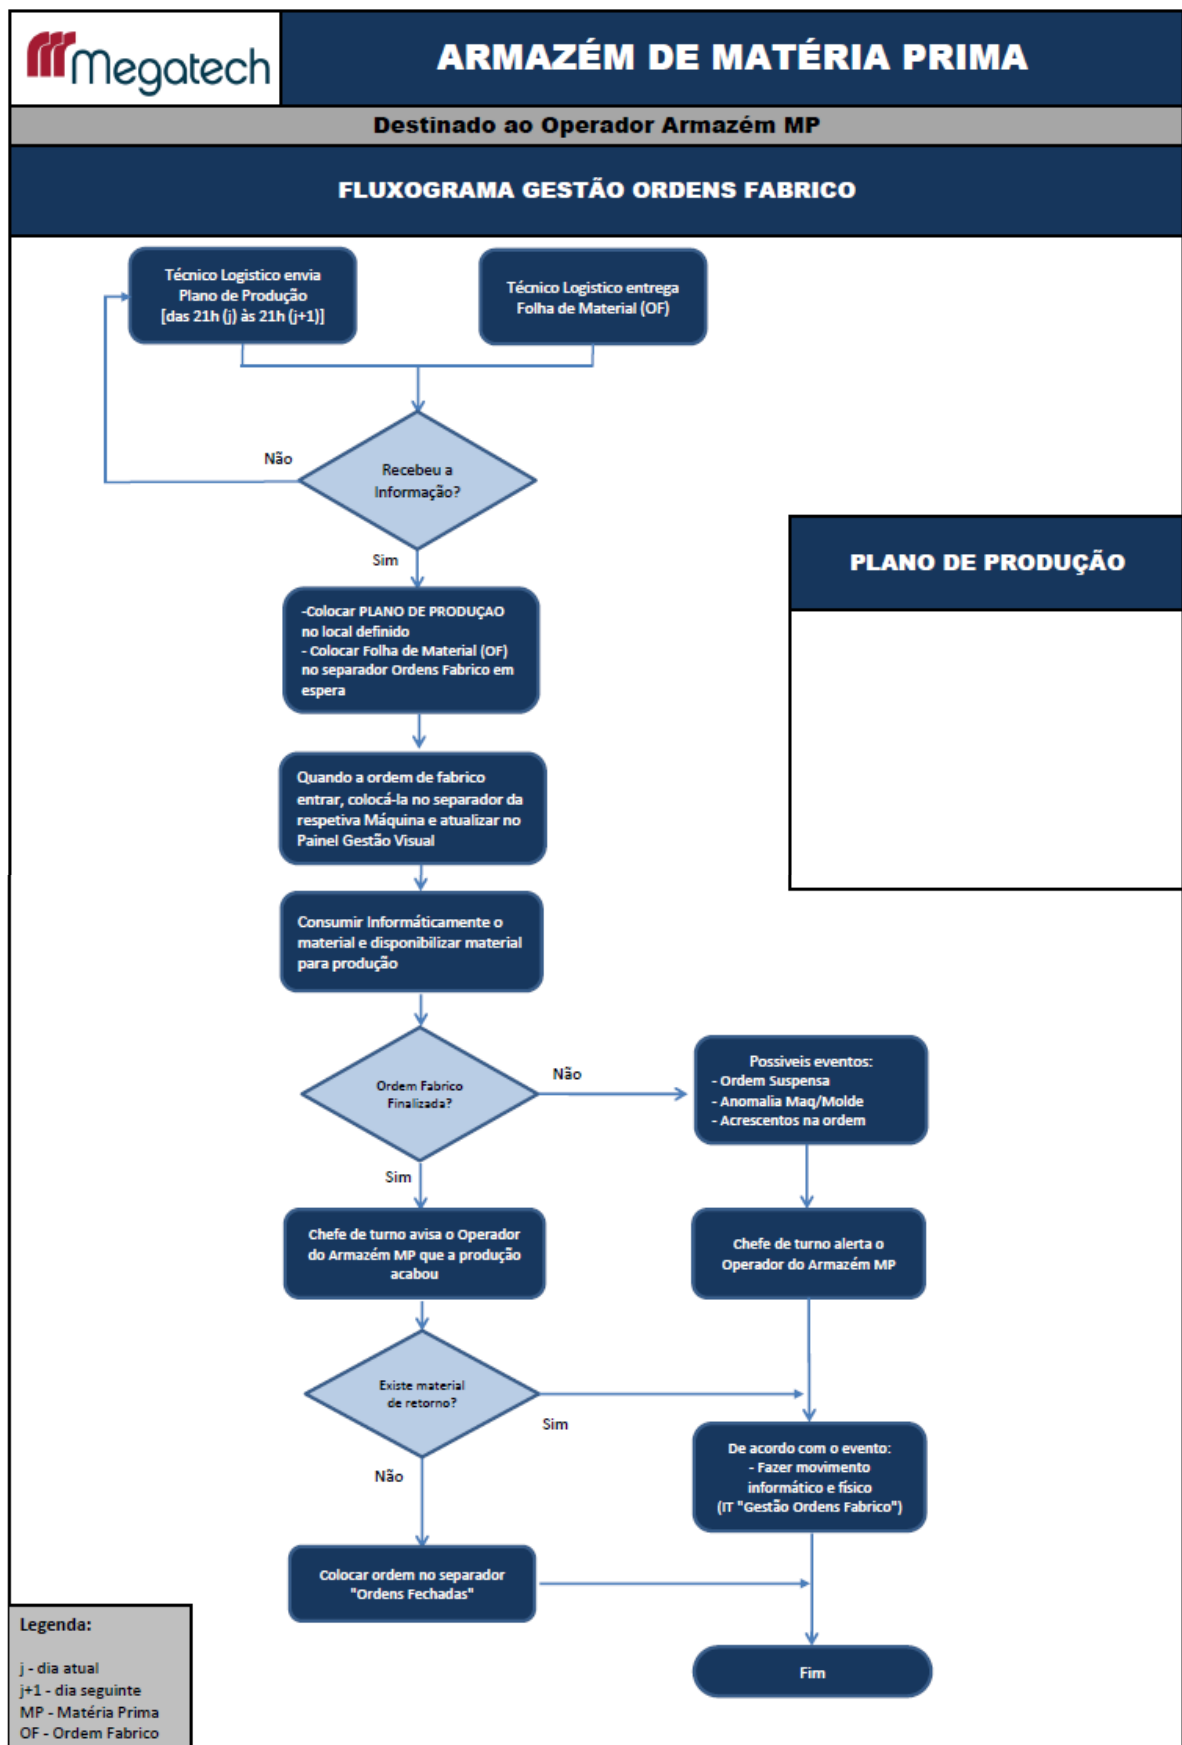 Megatech
ARMAZÉM DE MATÉRIA PRIMA
Destinado ao Operador Armazém MP
FLUXOGRAMA GESTÃO ORDENS FABRICO
Técnico Logistico envia
Plano de Produção
[das 21h (j) às 21h (j+1)]
Técnico Logistico entrega
Folha de Material (OF)
Não
Recebeu a
Informação?
Sim
PLANO DE PRODUÇÃO
-Colocar PLANO DE PRODUÇAO
no local definido
- Colocar Folha de Material (OF)
no separador Ordens Fabrico em
espera
Quando a ordem de fabrico
entrar, colocá-la no separador da
respetiva Máquina e atualizar no
Painel Gestão Visual
Consumir Informáticamente o
material e disponibilizar material
para produção
Ordem Fabrico
Finalizada?
Não
Possiveis eventos:
- Ordem Suspensa
- Anomalia Maq/Molde
- Acrescentos na ordem
Sim
Chefe de turno avisa o Operador
do Armazém MP que a produção
acabou
Chefe de turno alerta o
Operador do Armazém MP
Existe material
de retorno?
Sim
Não
De acordo com o evento:
- Fazer movimento
informático e físico
(IT "Gestão Ordens Fabrico")
Colocar ordem no separador
"Ordens Fechadas"
Fim
Legenda:
j - dia atual
j+1 - dia seguinte
MP - Matéria Prima
OF - Ordem Fabrico